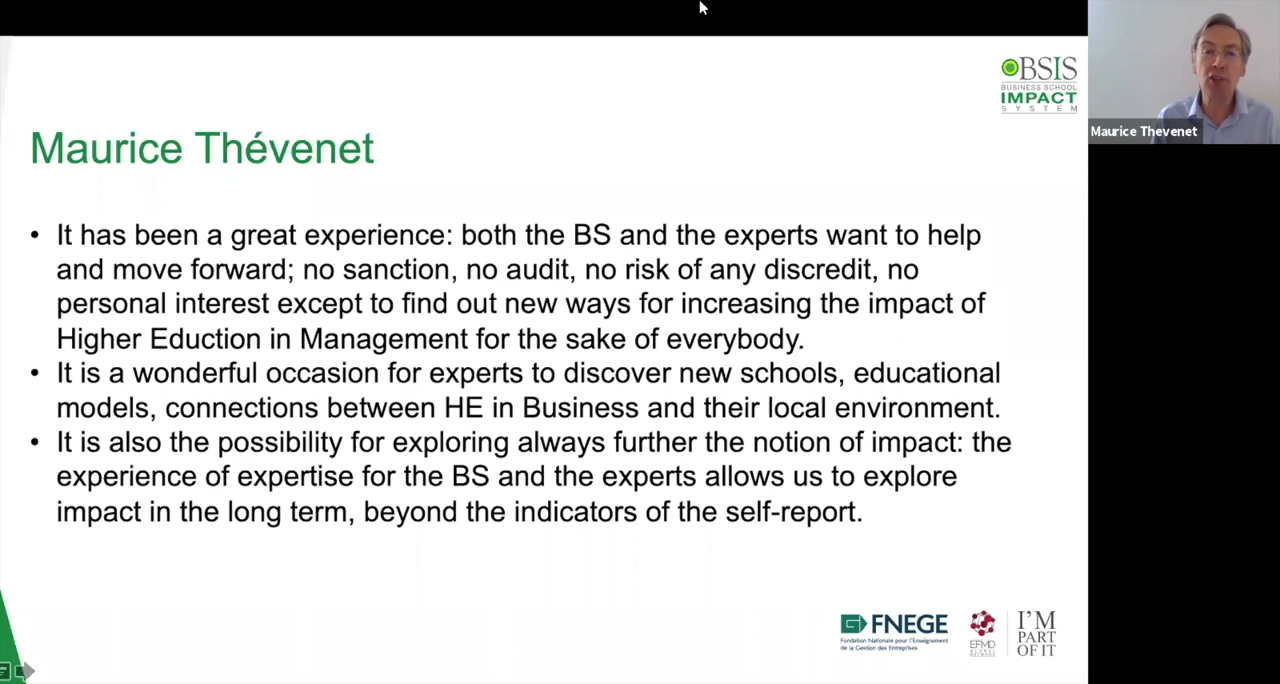 BSIS
BUSINESS SCHOOL
IMPACT
SYSTEM
Maurice Thevenet
Maurice Thévenet
• It has been a great experience: both the BS and the experts want to help
and move forward; no sanction, no audit, no risk of any discredit, no
personal interest except to find out new ways for increasing the impact of
Higher Eduction in Management for the sake of everybody.
• It is a wonderful occasion for experts to discover new schools, educational
models, connections between HE in Business and their local environment.
• It is also the possibility for exploring always further the notion of impact: the
experience of expertise for the BS and the experts allows us to explore
impact in the long term, beyond the indicators of the self-report.
FNEGE
Fondation Nationale pour l'Enseignement
de la Gestion des Entreprises
EFMD
GLOBAL
NETWORK
I'M
PART
OF IT